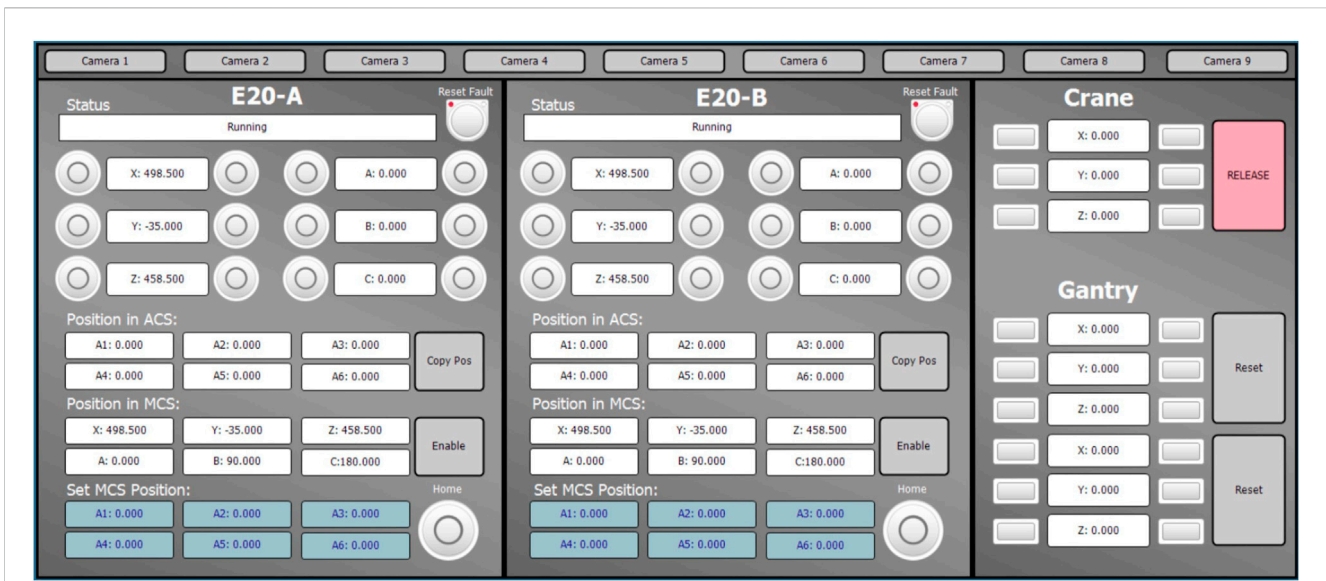 Camera 1 Camera 2 Camera 3 Camera 4 Camera 5 Camera 6 Camera 7 Camera 8 Camera 9
E20-A
Status
Reset Fault
Running
X: 498.500 A: 0.000
Y: -35.000 B: 0.000
Z: 458.500 C: 0.000
Position in ACS:
A1: 0.000 A2: 0.000 A3: 0.000
Copy Pos
A4: 0.000 A5: 0.000 A6: 0.000
Position in MCS:
X: 498.500 Y: -35.000 Z: 458.500
Enable
A: 0.000 B: 90.000 C:180.000
Set MCS Position:
Home
A1: 0.000 A2: 0.000 A3: 0.000
A4: 0.000 A5: 0.000 A6: 0.000
E20-B
Status
Reset Fault
Running
X: 498.500 A: 0.000
Y: -35.000 B: 0.000
Z: 458.500 C: 0.000
Position in ACS:
A1: 0.000 A2: 0.000 A3: 0.000
Copy Pos
A4: 0.000 A5: 0.000 A6: 0.000
Position in MCS:
X: 498.500 Y: -35.000 Z: 458.500
Enable
A: 0.000 B: 90.000 C:180.000
Set MCS Position:
Home
A1: 0.000 A2: 0.000 A3: 0.000
A4: 0.000 A5: 0.000 A6: 0.000
Crane
X: 0.000
Y: 0.000
RELEASE
Z: 0.000
Gantry
X: 0.000
Y: 0.000
Reset
Z: 0.000
X: 0.000
Y: 0.000
Reset
Z: 0.000